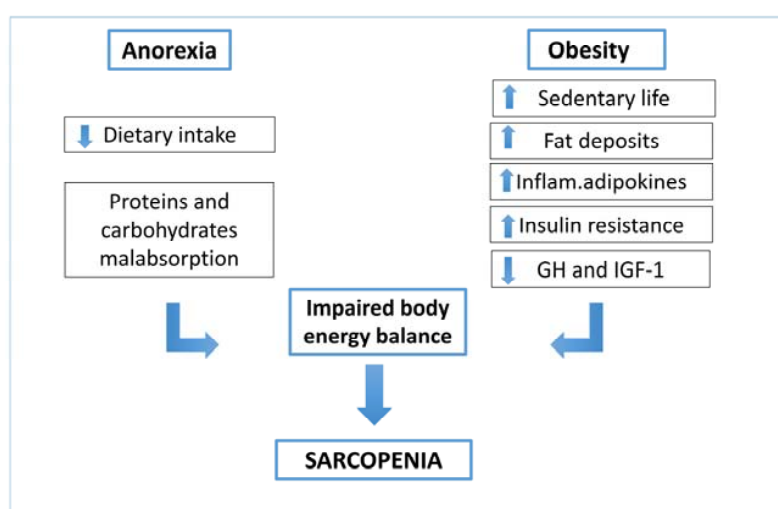 Anorexia
Dietary intake
Proteins and
carbohydrates
malabsorption
Obesity
Sedentary life
Fat deposits
Inflam.adipokines
Insulin resistance
GH and IGF-1
Impaired body
energy balance
SARCOPENIA